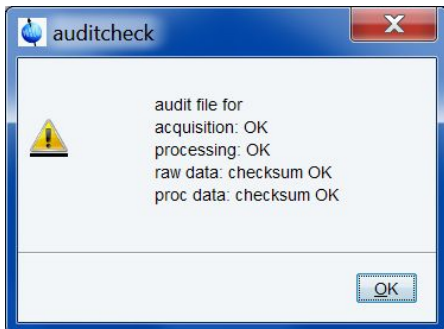 auditcheck
audit file for
acquisition: OK
processing: OK
raw data: checksum OK
proc data: checksum OK
OK